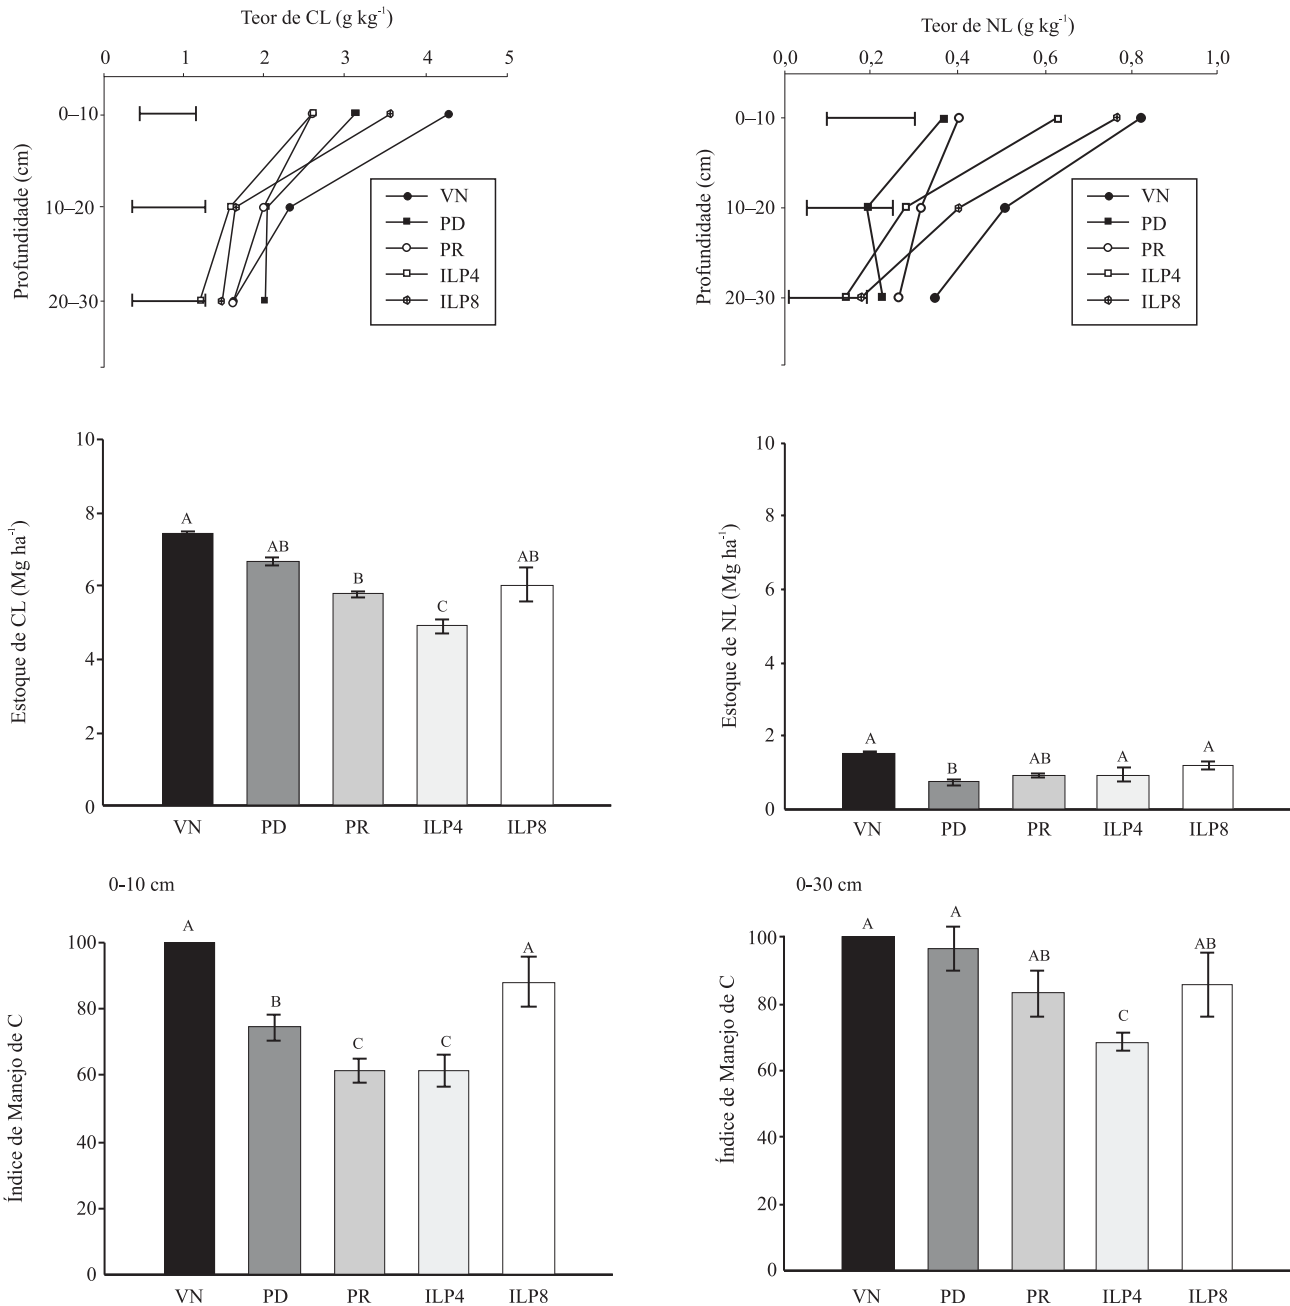 Teor de CL (g kg⁻¹)
0 1 2 3 4 5
Profundidade (cm)
0–10
10–20
20–30
VN
PD
PR
ILP4
ILP8
Teor de NL (g kg⁻¹)
0,0 0,2 0,4 0,6 0,8 1,0
Profundidade (cm)
0–10
10–20
20–30
VN
PD
PR
ILP4
ILP8
Estoque de CL (Mg ha⁻¹)
10
8
6
4
2
0
A AB B C AB
VN PD PR ILP4 ILP8
Estoque de NL (Mg ha⁻¹)
10
8
6
4
2
0
A B AB A A
VN PD PR ILP4 ILP8
0-10 cm
Índice de Manejo de C
100
80
60
40
20
0
A B C C A
VN PD PR ILP4 ILP8
0-30 cm
Índice de Manejo de C
100
80
60
40
20
0
A A AB C AB
VN PD PR ILP4 ILP8